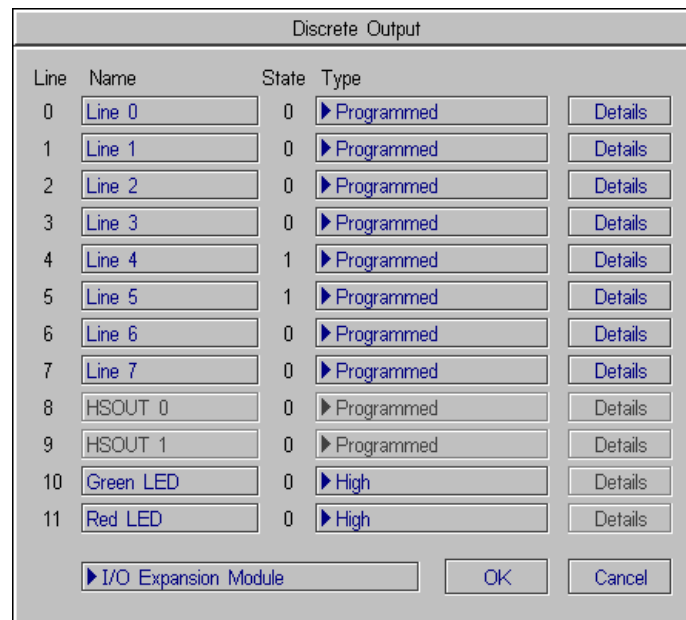 Discrete Output
Line Name State Type
0 Line 0 0 Programmed Details
1 Line 1 0 Programmed Details
2 Line 2 0 Programmed Details
3 Line 3 0 Programmed Details
4 Line 4 1 Programmed Details
5 Line 5 1 Programmed Details
6 Line 6 0 Programmed Details
7 Line 7 0 Programmed Details
8 HSOUT 0 0 Programmed Details
9 HSOUT 1 0 Programmed Details
10 Green LED 0 High Details
11 Red LED 0 High Details
I/O Expansion Module OK Cancel